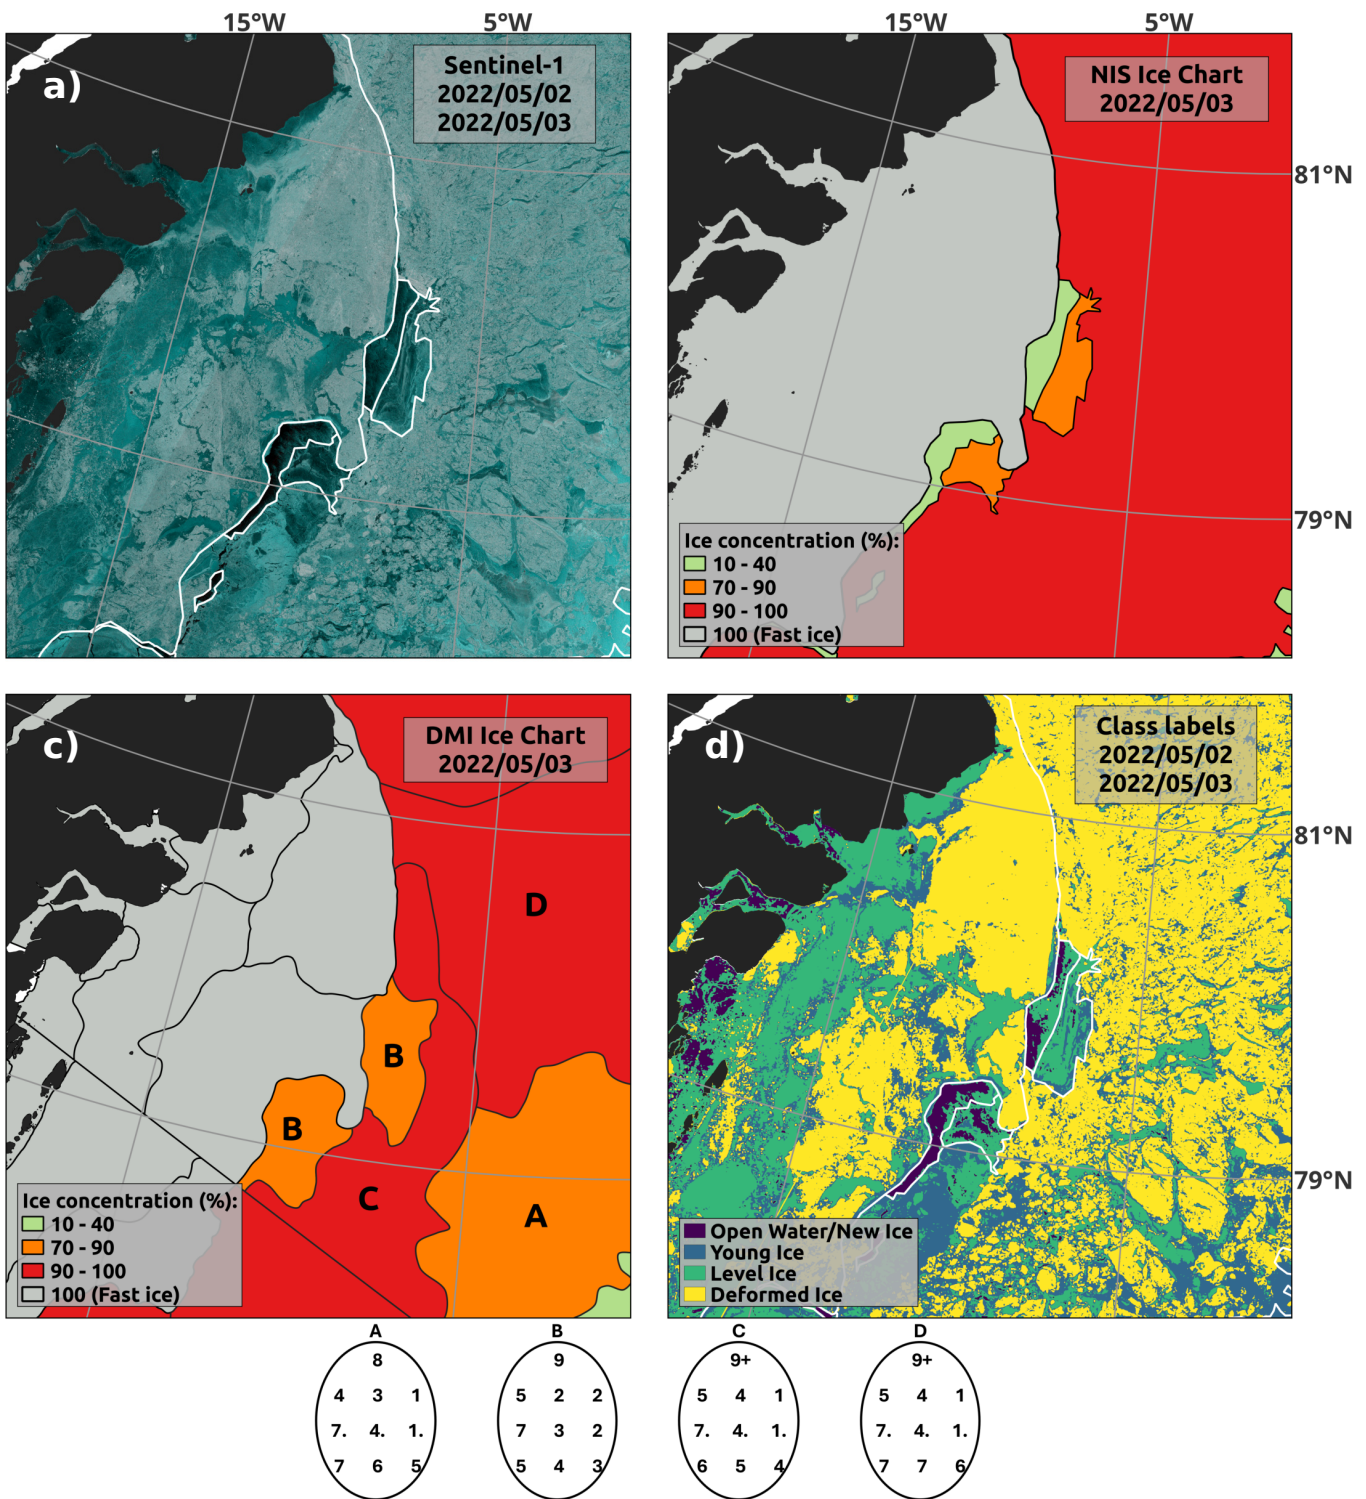 15°W 5°W 15°W 5°W
a)
Sentinel-1
2022/05/02
2022/05/03
NIS Ice Chart
2022/05/03
81°N
79°N
Ice concentration (%):
10 - 40
70 - 90
90 - 100
100 (Fast ice)
c)
DMI Ice Chart
2022/05/03
D
B
B
C
A
Ice concentration (%):
10 - 40
70 - 90
90 - 100
100 (Fast ice)
d)
Class labels
2022/05/02
2022/05/03
81°N
79°N
Open Water/New Ice
Young Ice
Level Ice
Deformed Ice
A
8
4 3 1
7. 4. 1.
7 6 5
B
9
5 2 2
7 3 2
5 4 3
C
9+
5 4 1
7. 4. 1.
6 5 4
D
9+
5 4 1
7. 4. 1.
7 7 6